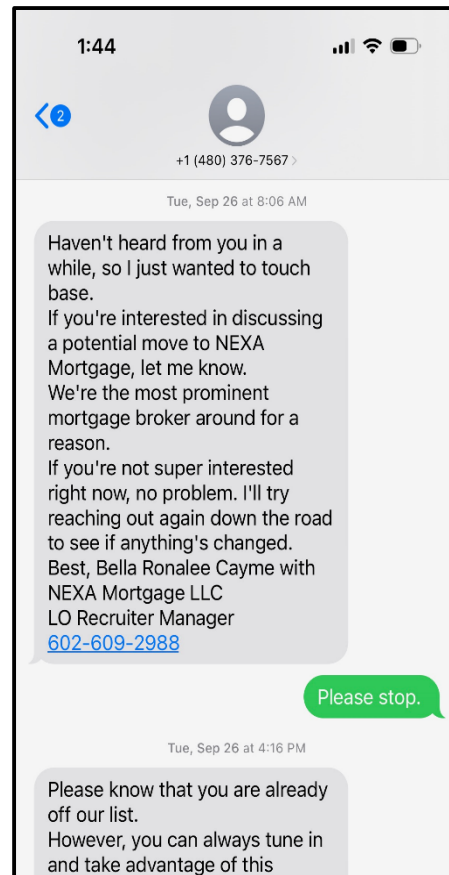 1:44
2
+1 (480) 376-7567
Tue, Sep 26 at 8:06 AM
Haven't heard from you in a
while, so I just wanted to touch
base.
If you're interested in discussing
a potential move to NEXA
Mortgage, let me know.
We're the most prominent
mortgage broker around for a
reason.
If you're not super interested
right now, no problem. I'll try
reaching out again down the road
to see if anything's changed.
Best, Bella Ronalee Cayme with
NEXA Mortgage LLC
LO Recruiter Manager
602-609-2988
Please stop.
Tue, Sep 26 at 4:16 PM
Please know that you are already
off our list.
However, you can always tune in
and take advantage of this